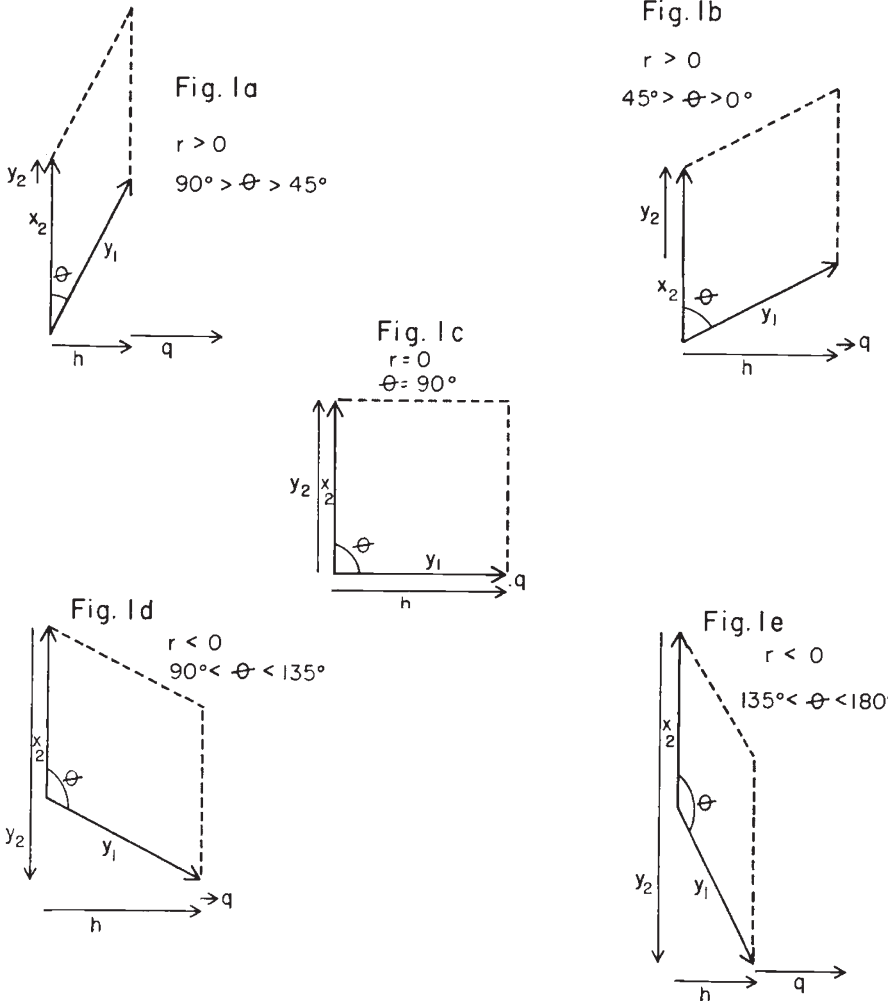 Fig. 1a
r > 0
90° > θ > 45°
y₂
x₂
y₁
θ
h
q
Fig. 1b
r > 0
45° > θ > 0°
y₂
x₂
θ
y₁
q
h
Fig. 1c
r = 0
θ = 90°
y₂
x₂
θ
y₁
.q
h
Fig. 1d
r < 0
90° < θ < 135°
x₂
θ
y₂
y₁
q
h
Fig. 1e
r < 0
135° < θ < 180°
x₂
θ
y₂
y₁
h
q